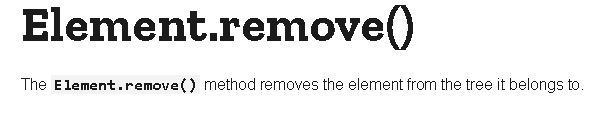 Element.remove()
The Element.remove() method removes the element from the tree it belongs to.